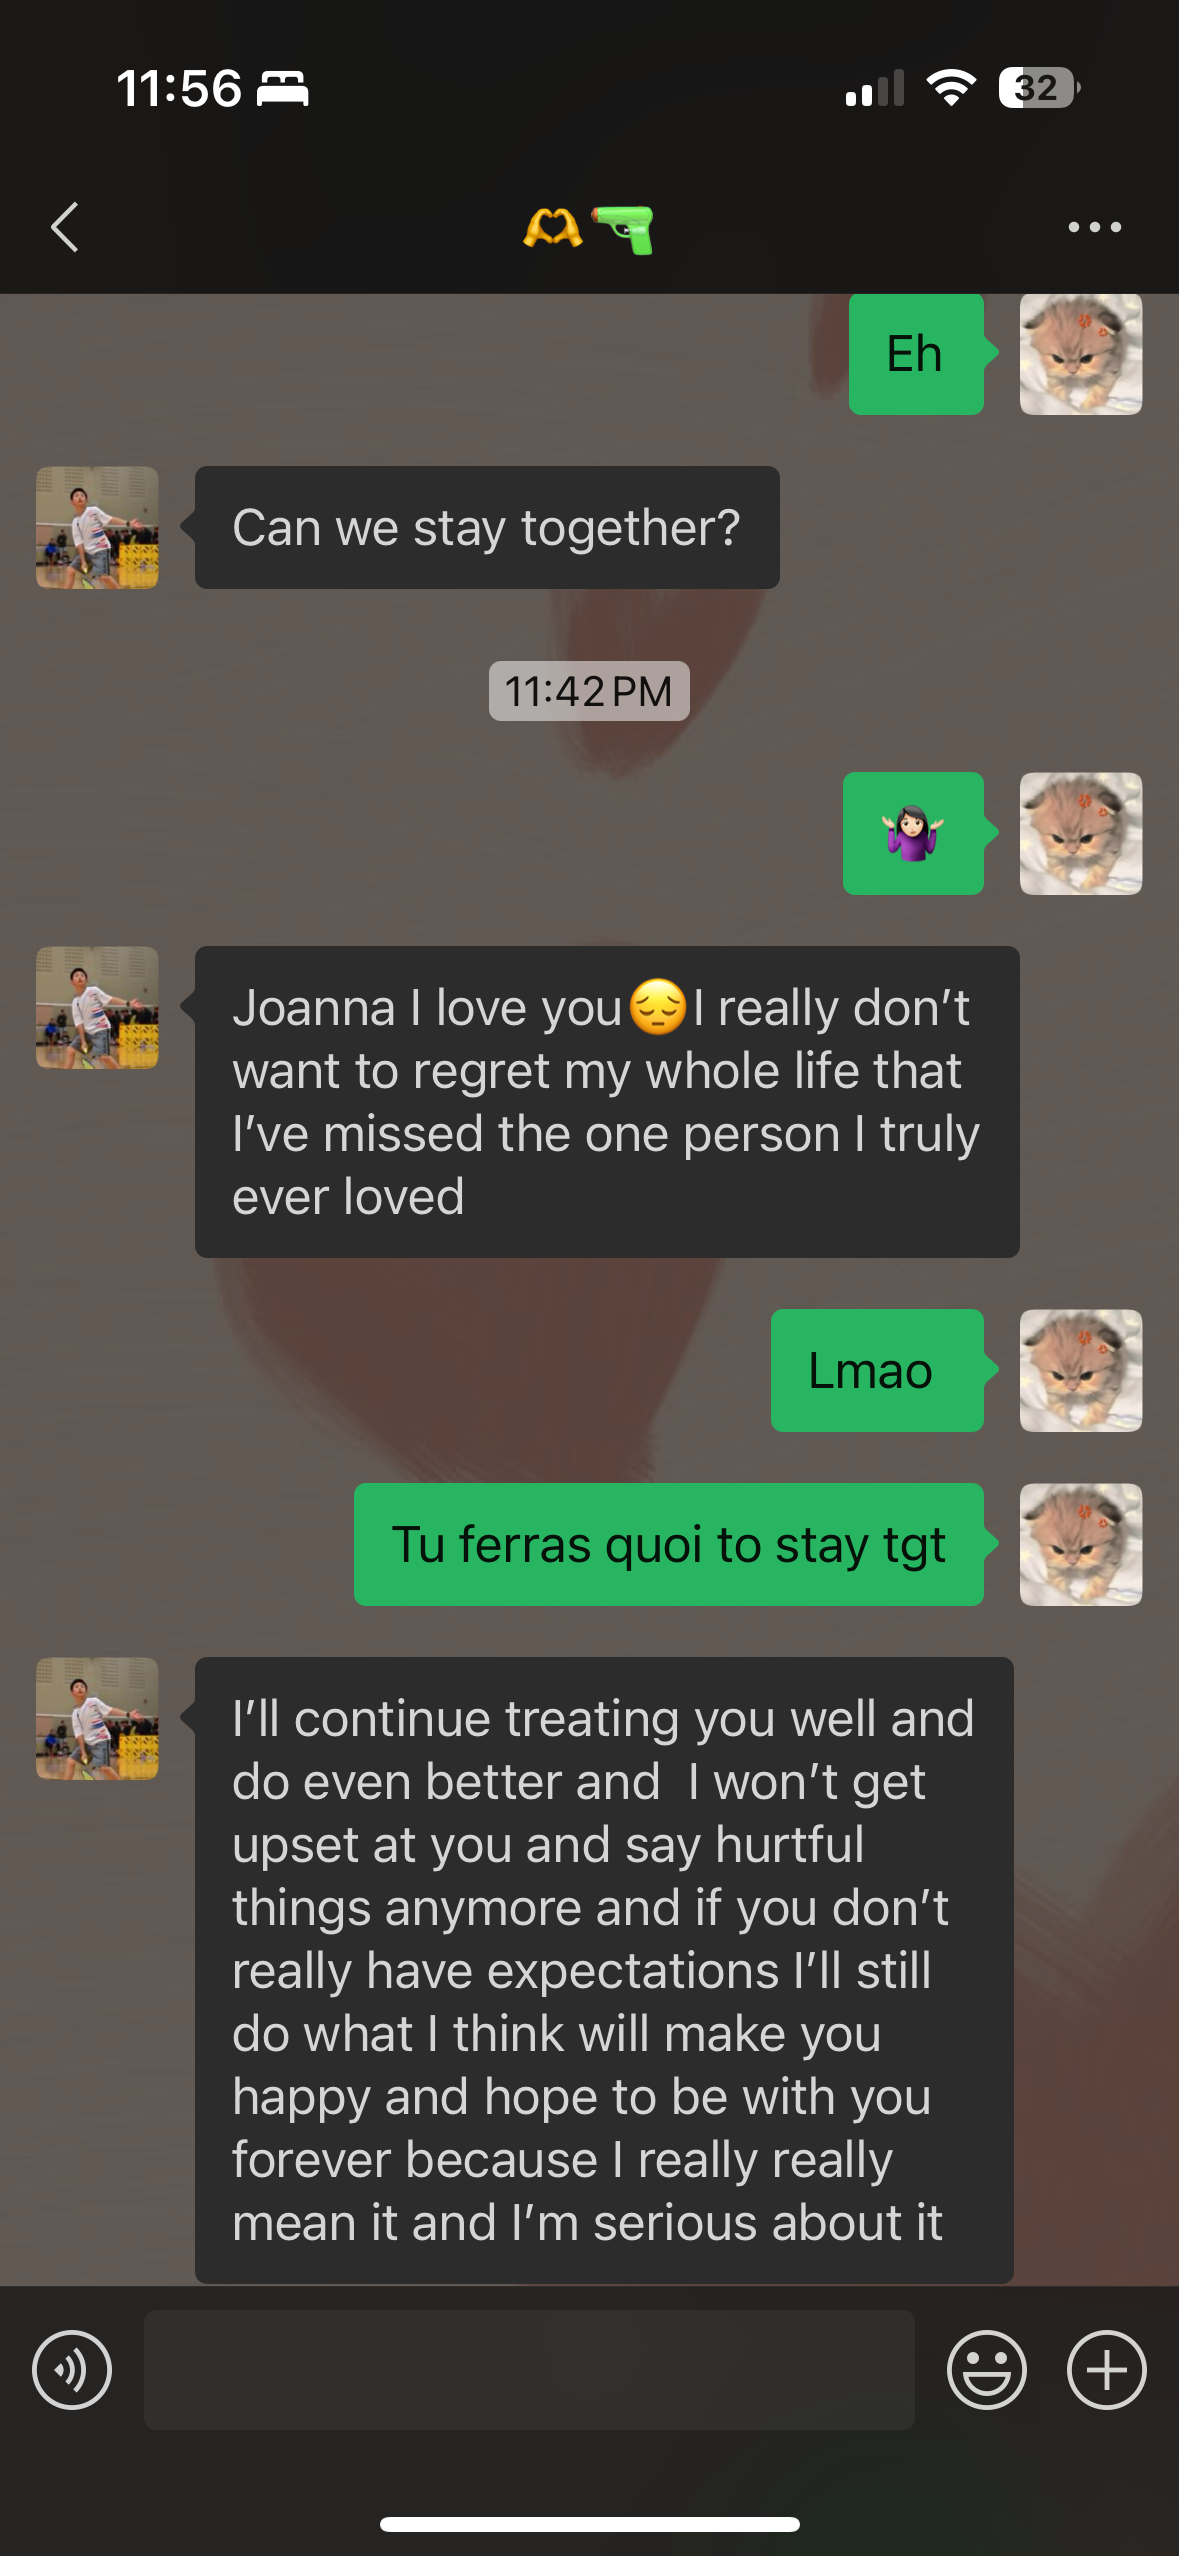 11:56
32
🫶🔫
Eh
Can we stay together?
11:42 PM
🤷🏻‍♀️
Joanna I love you😔I really don’t
want to regret my whole life that
I’ve missed the one person I truly
ever loved
Lmao
Tu ferras quoi to stay tgt
I’ll continue treating you well and
do even better and  I won’t get
upset at you and say hurtful
things anymore and if you don’t
really have expectations I’ll still
do what I think will make you
happy and hope to be with you
forever because I really really
mean it and I’m serious about it